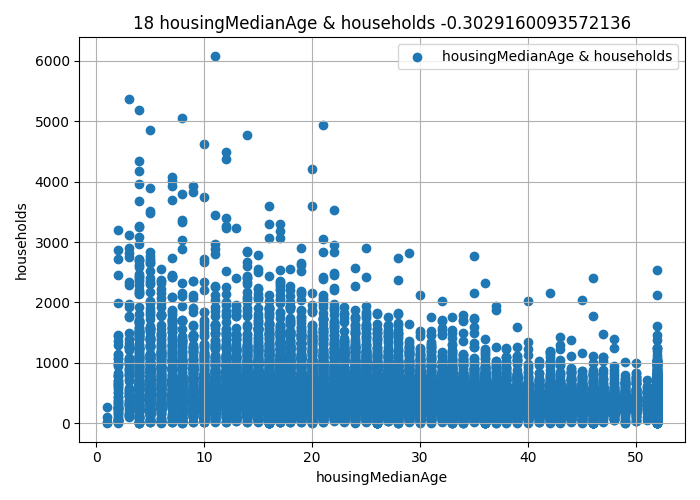 18 housingMedianAge & households -0.3029160093572136
housingMedianAge & households
6000
5000
4000
3000
2000
1000
0
households
0 10 20 30 40 50
housingMedianAge